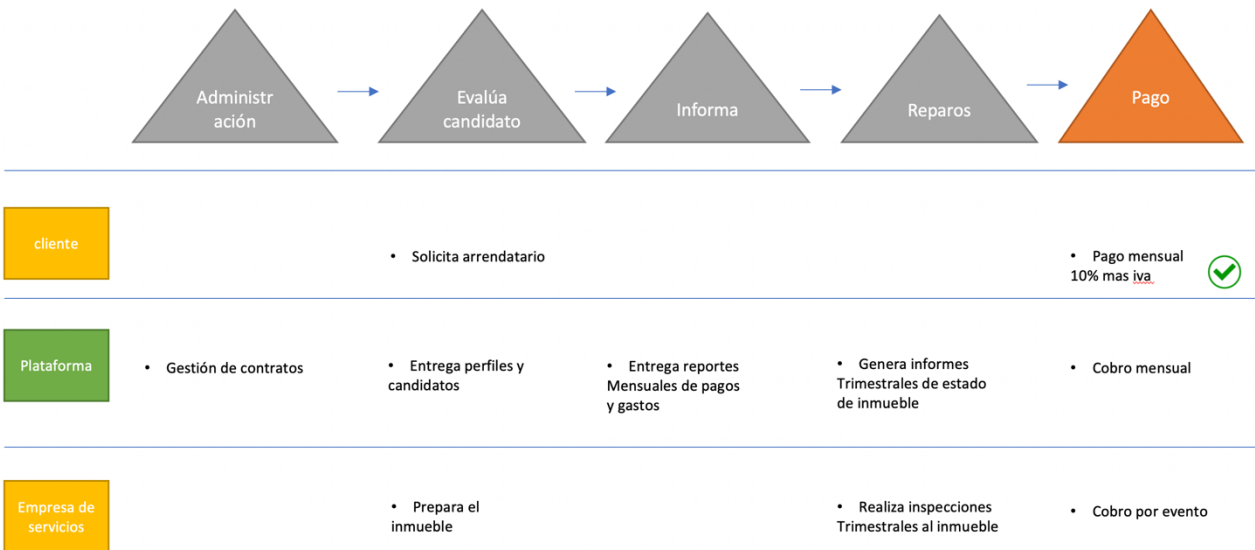 Administr
ación
Evalúa
candidato
Informa
Reparos
Pago
cliente
• Solicita arrendatario
• Pago mensual
10% mas iva
Plataforma
• Gestión de contratos
• Entrega perfiles y
candidatos
• Entrega reportes
Mensuales de pagos
y gastos
• Genera informes
Trimestrales de estado
de inmueble
• Cobro mensual
Empresa de
servicios
• Prepara el
inmueble
• Realiza inspecciones
Trimestrales al inmueble
• Cobro por evento